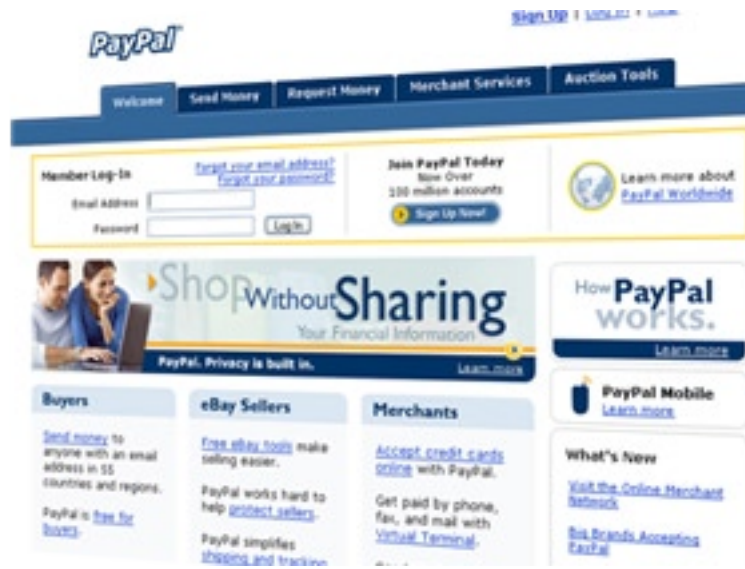 Sign Up | Log In | Help
PayPal
Welcome
Send Money
Request Money
Merchant Services
Auction Tools
Member Log-In
Forgot your email address?
Forgot your password?
Email Address
Password
Log In
Join PayPal Today
Now Over
100 million accounts
Sign Up Now!
Learn more about
PayPal Worldwide
Shop Without Sharing
Your Financial Information
PayPal. Privacy is built in.
Learn more
How PayPal
works.
Learn more
PayPal Mobile
Learn more
Buyers
Send money to
anyone with an email
address in 55
countries and regions.
PayPal is free for
buyers.
eBay Sellers
Free eBay tools make
selling easier.
PayPal works hard to
help protect sellers.
PayPal simplifies
shipping and tracking
Merchants
Accept credit cards
online with PayPal.
Get paid by phone,
fax, and mail with
Virtual Terminal.
What's New
Visit the Online Merchant
Network
Big Brands Accepting
PayPal